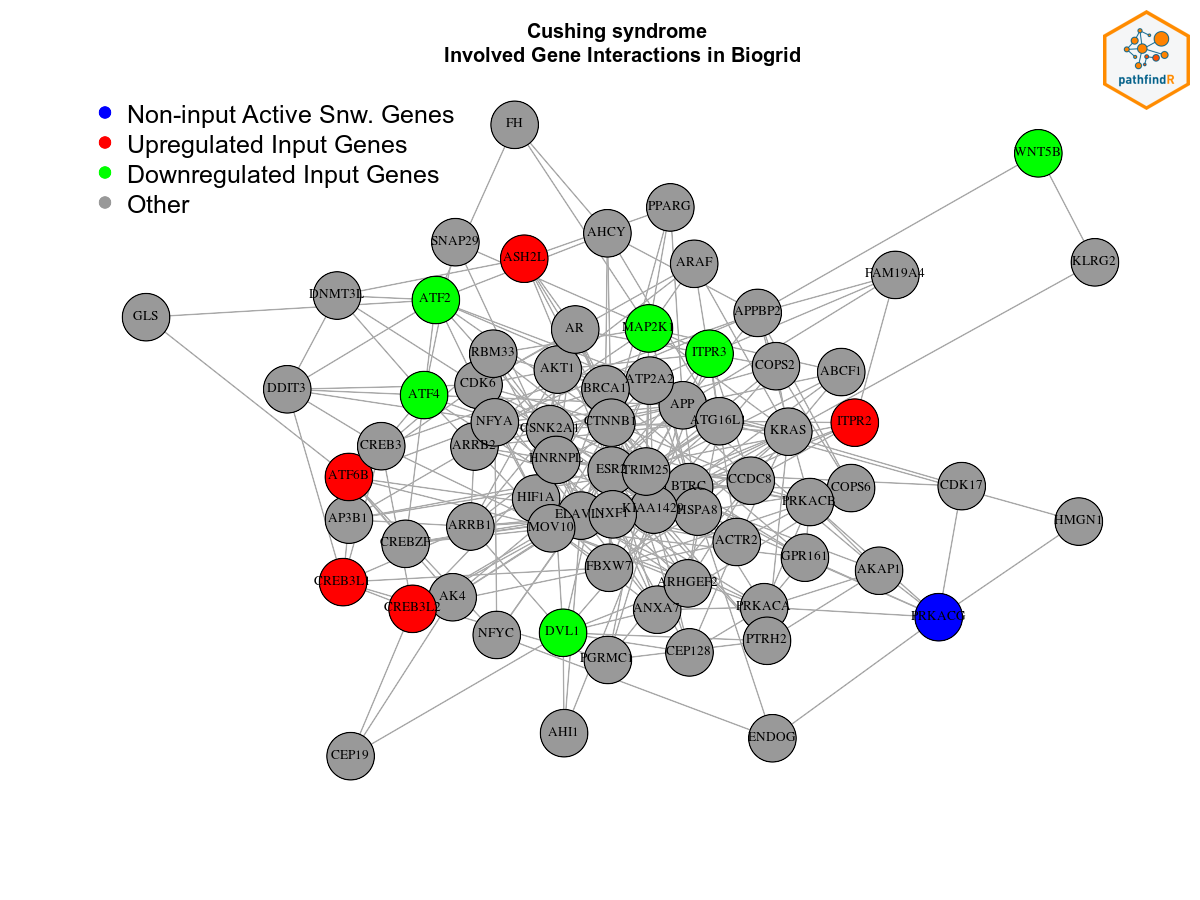 Cushing syndrome
Involved Gene Interactions in Biogrid
pathfindR
Non-input Active Snw. Genes
Upregulated Input Genes
Downregulated Input Genes
Other
FH
WNT5B
PPARG
AHCY
SNAP29
ASH2L
ARAF
KLRG2
FAM19A4
DNMT3L
ATF2
GLS
APPBP2
AR
MAP2K1
RBM33
ITPR3
COPS2
AKT1
ABCF1
CDK6
BRCA1
ATP2A2
DDIT3
ATF4
APP
NFYA
CTNNB1
ATG16L1
ITPR2
CSNK2A1
KRAS
CREB3
ARRB2
HNRNPL
ESR2
TRIM25
ATF6B
CCDC8
BTRC
COPS6
CDK17
HIF1A
PRKACB
KIAA1429
HSPA8
NXF1
AP3B1
HMGN1
ARRB1
MOV10
CREBZF
ACTR2
GPR161
FBXW7
AKAP1
CREB3L1
ARHGEF2
AK4
CREB3L2
ANXA7
PRKACA
PRKACG
NFYC
DVL1
PTRH2
CEP128
PGRMC1
AHI1
ENDOG
CEP19